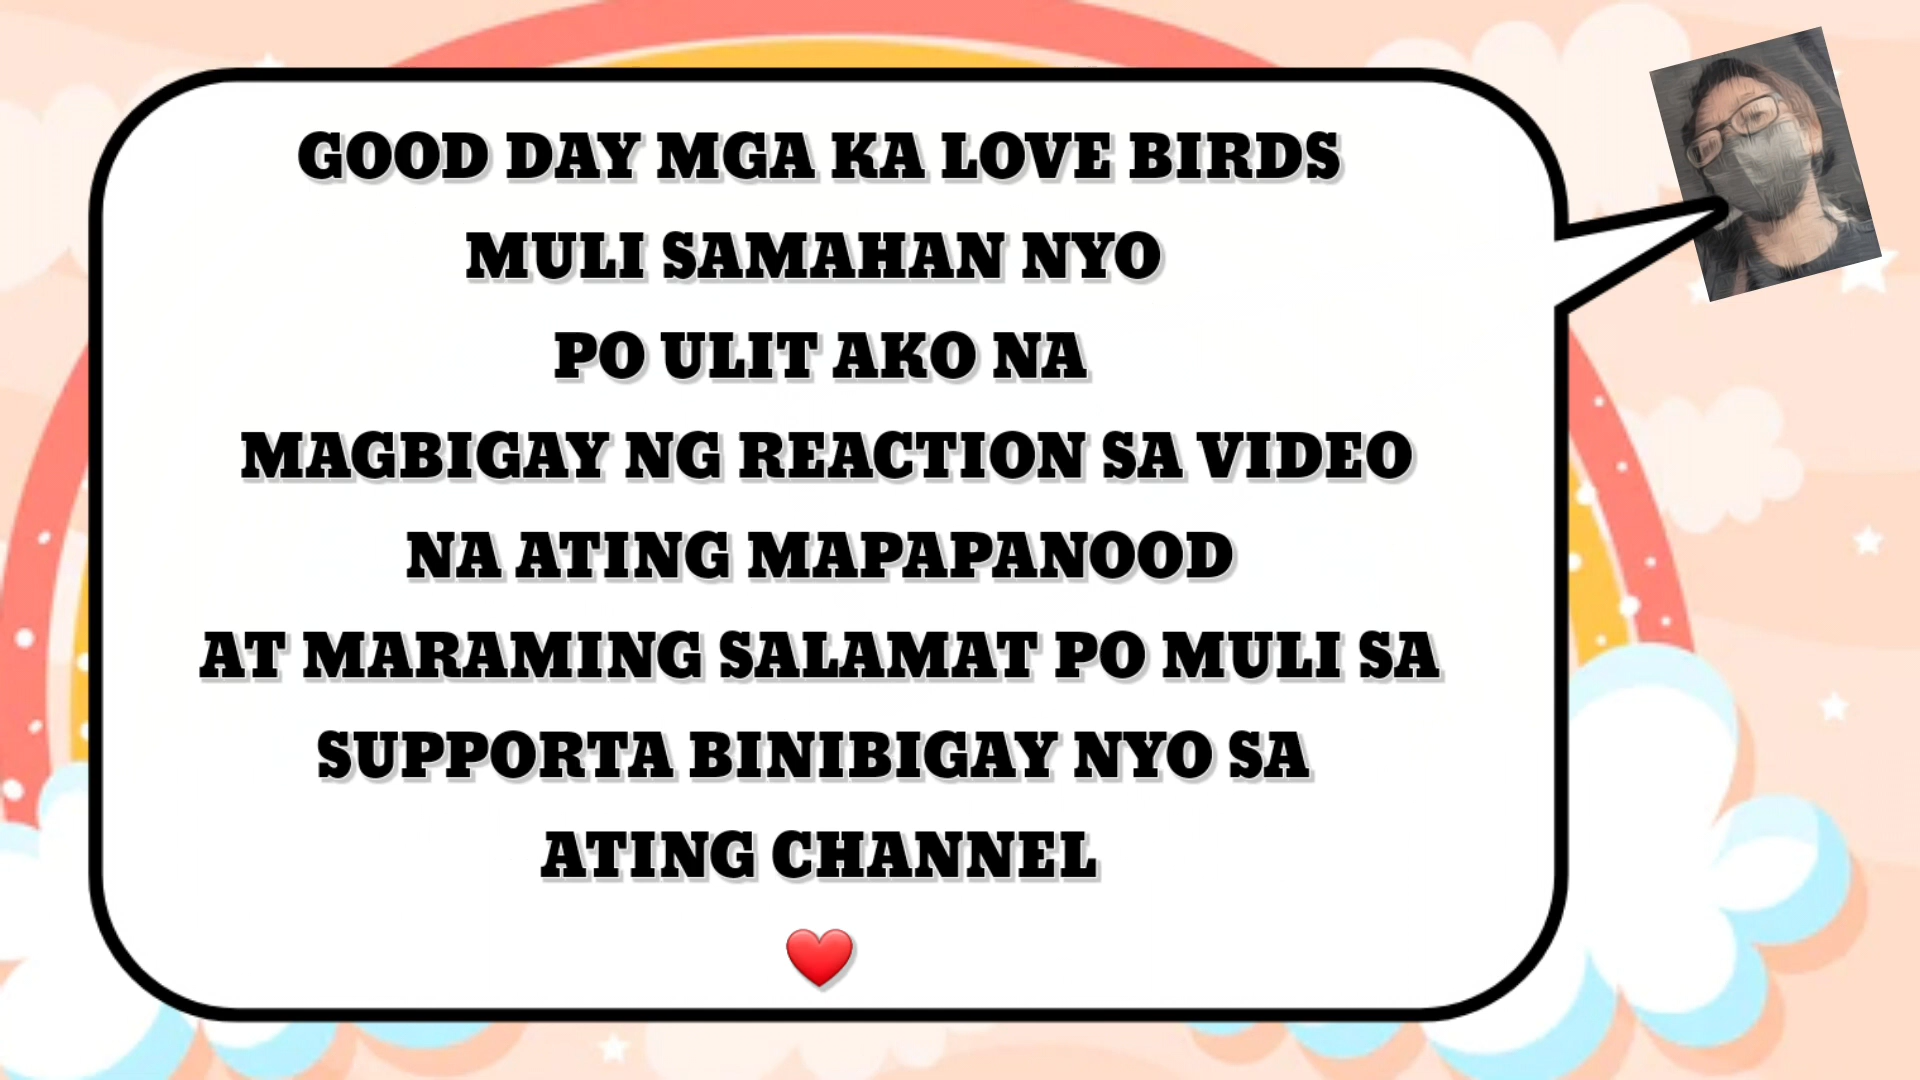 GOOD DAY MGA KA LOVE BIRDS
MULI SAMAHAN NYO
PO ULIT AKO NA
MAGBIGAY NG REACTION SA VIDEO
NA ATING MAPAPANOOD
AT MARAMING SALAMAT PO MULI SA
SUPPORTA BINIBIGAY NYO SA
ATING CHANNEL
❤️